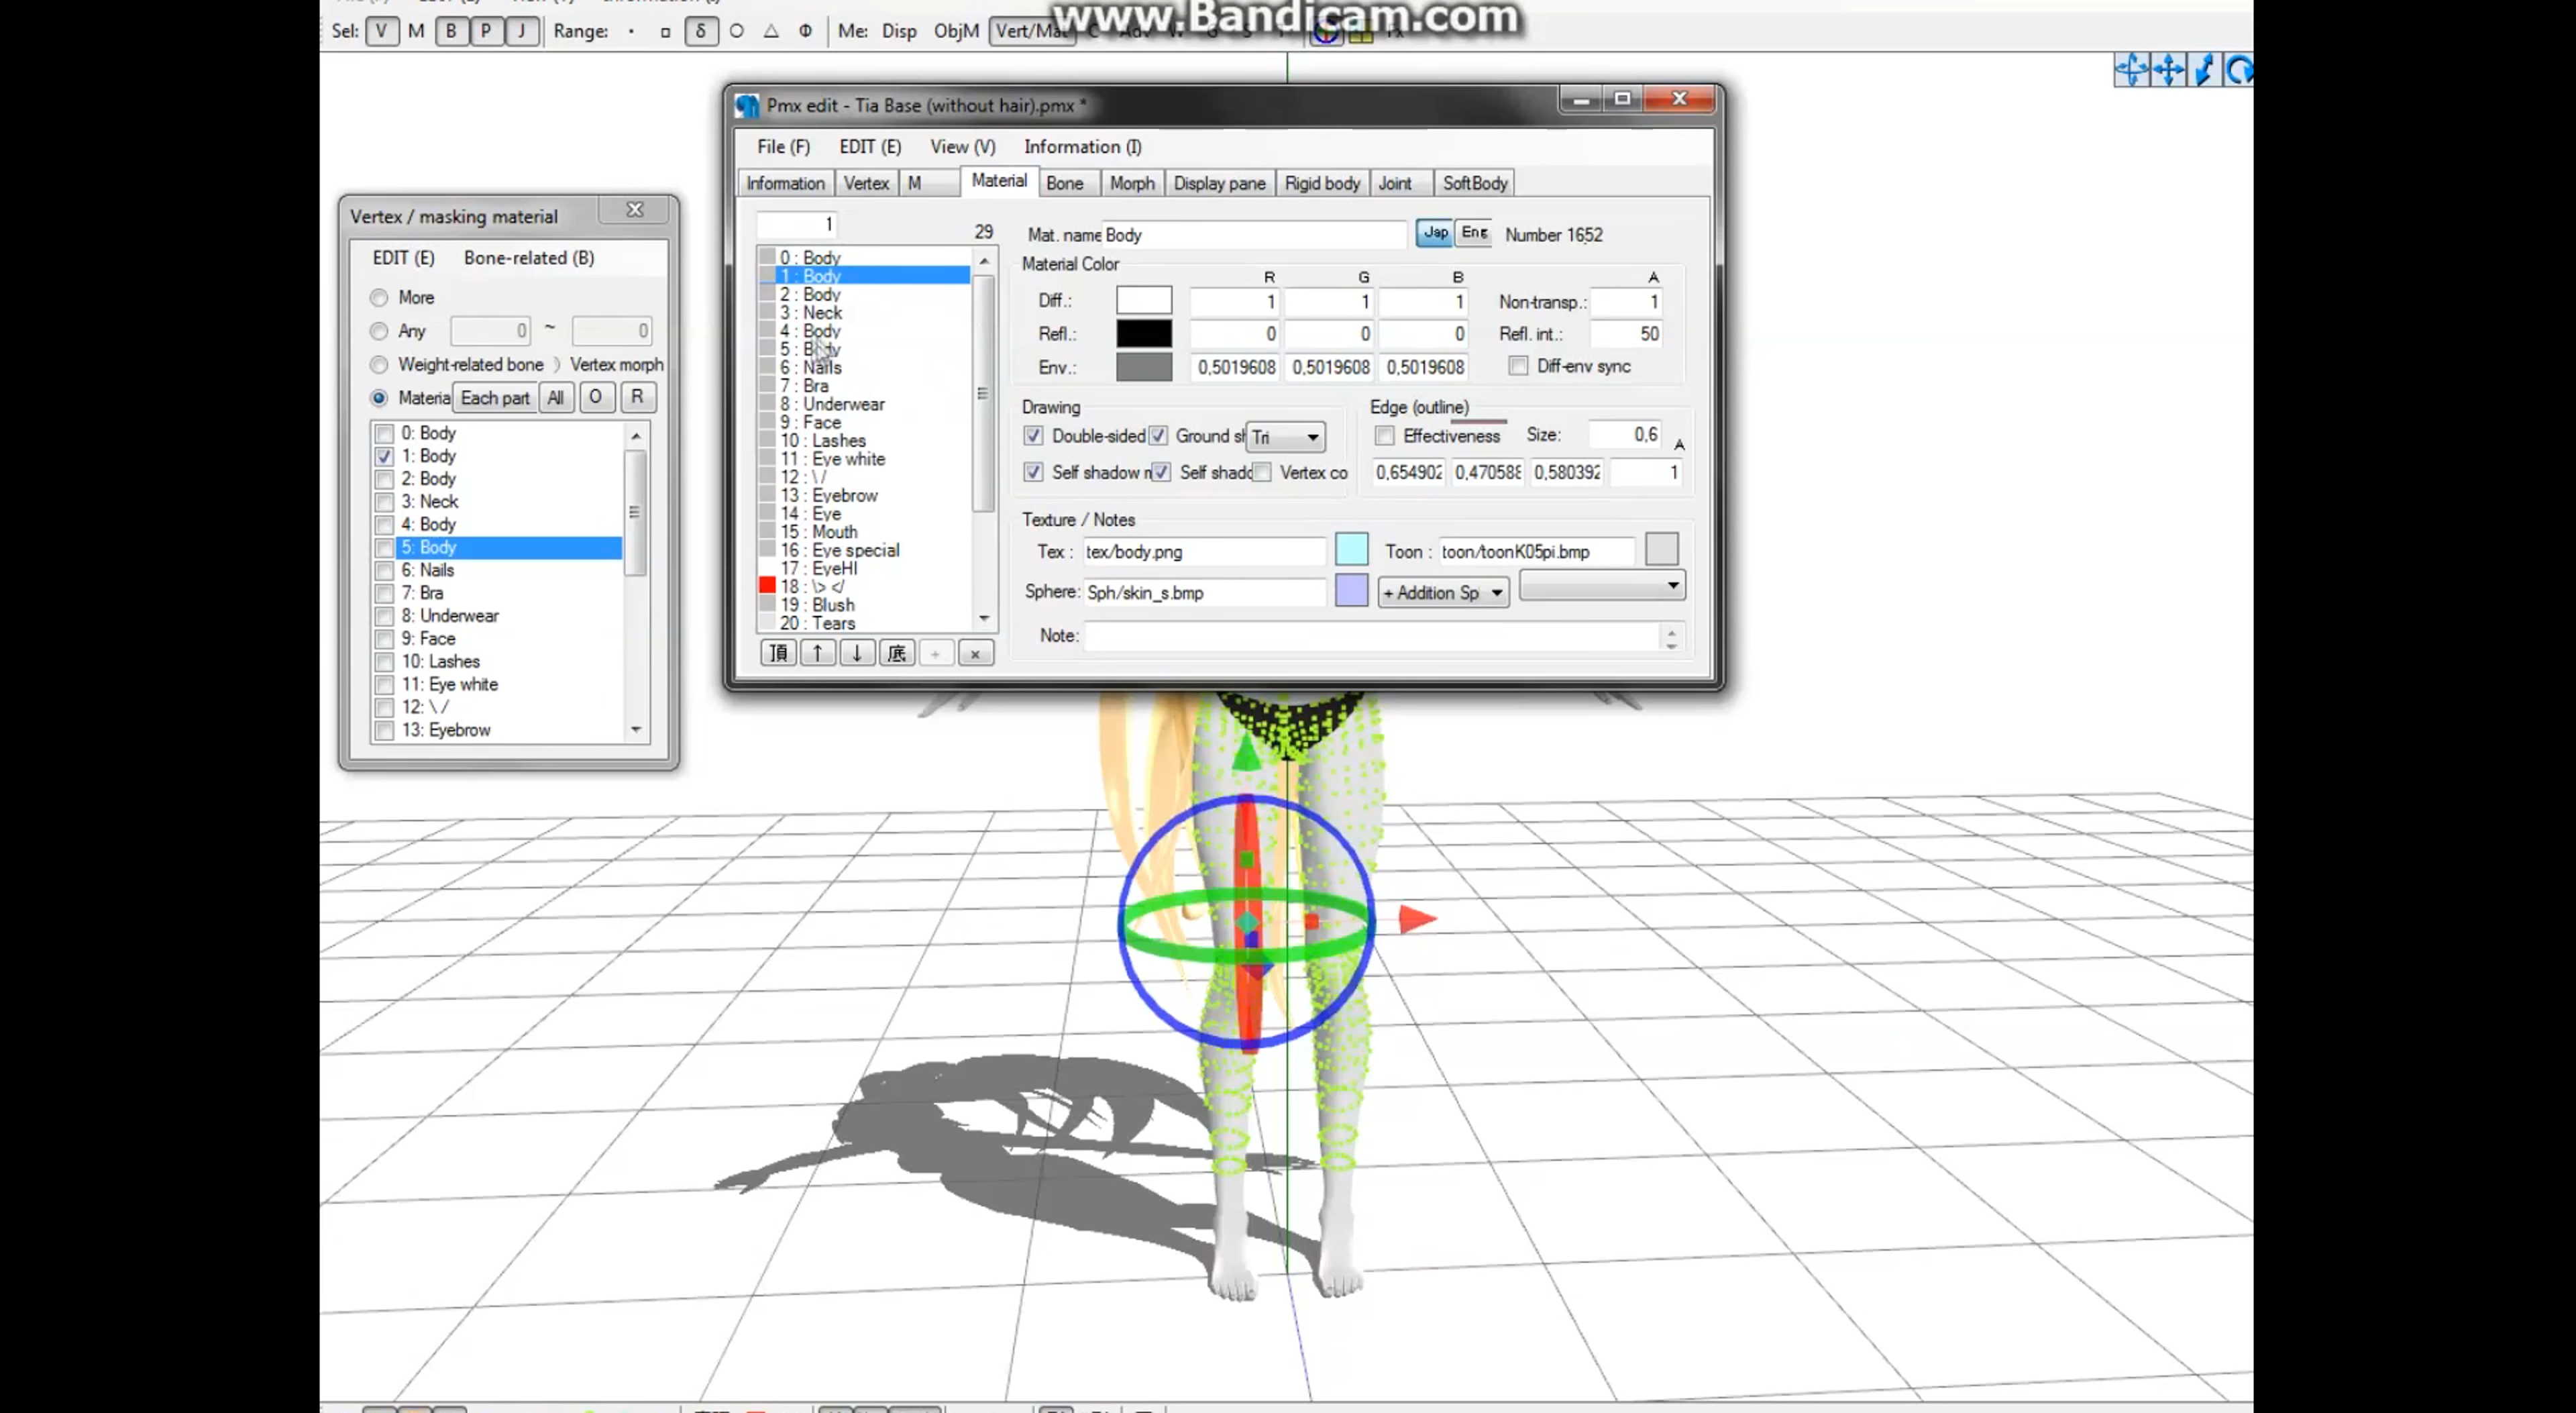 www.Bandicam.com
Sel: V M B P J Range: δ Φ Me: Disp ObjM Vert/Mat
Pmx edit - Tia Base (without hair).pmx *
File (F) EDIT (E) View (V) Information (I)
Information Vertex M Material Bone Morph Display pane Rigid body Joint SoftBody
1 29
0 : Body
1 : Body
2 : Body
3 : Neck
4 : Body
5 : Body
6 : Nails
7 : Bra
8 : Underwear
9 : Face
10 : Lashes
11 : Eye white
12 : \ /
13 : Eyebrow
14 : Eye
15 : Mouth
16 : Eye special
17 : EyeHI
18 : \> </
19 : Blush
20 : Tears
頂 ↑ ↓ 底 + ×
Mat. name Body Jap Eng Number 1652
Material Color
R G B A
Diff.: 1 1 1 Non-transp.: 1
Refl.: 0 0 0 Refl. int.: 50
Env.: 0,5019608 0,5019608 0,5019608 Diff-env sync
Drawing
Double-sided Ground sh Tri
Self shadow m Self shado Vertex co
Edge (outline)
Effectiveness Size: 0,6
A
0,654902 0,470588 0,580392 1
Texture / Notes
Tex : tex/body.png Toon : toon/toonK05pi.bmp
Sphere: Sph/skin_s.bmp + Addition Sp
Note:
Vertex / masking material
EDIT (E) Bone-related (B)
More
Any 0 ~ 0
Weight-related bone ) Vertex morph
Materia Each part All O R
0: Body
1: Body
2: Body
3: Neck
4: Body
5: Body
6: Nails
7: Bra
8: Underwear
9: Face
10: Lashes
11: Eye white
12: \ /
13: Eyebrow